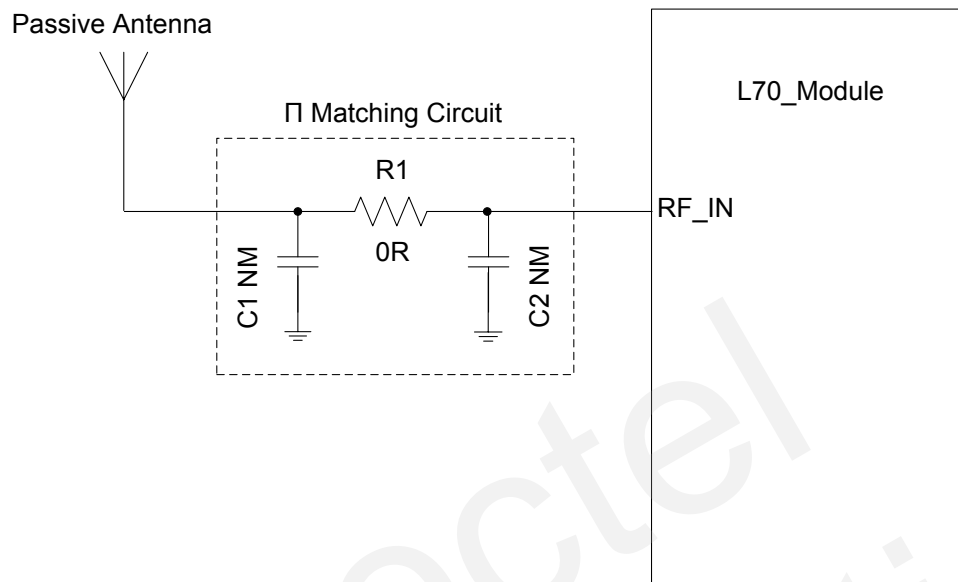 Passive Antenna
L70_Module
Π Matching Circuit
R1
RF_IN
0R
C1 NM
C2 NM